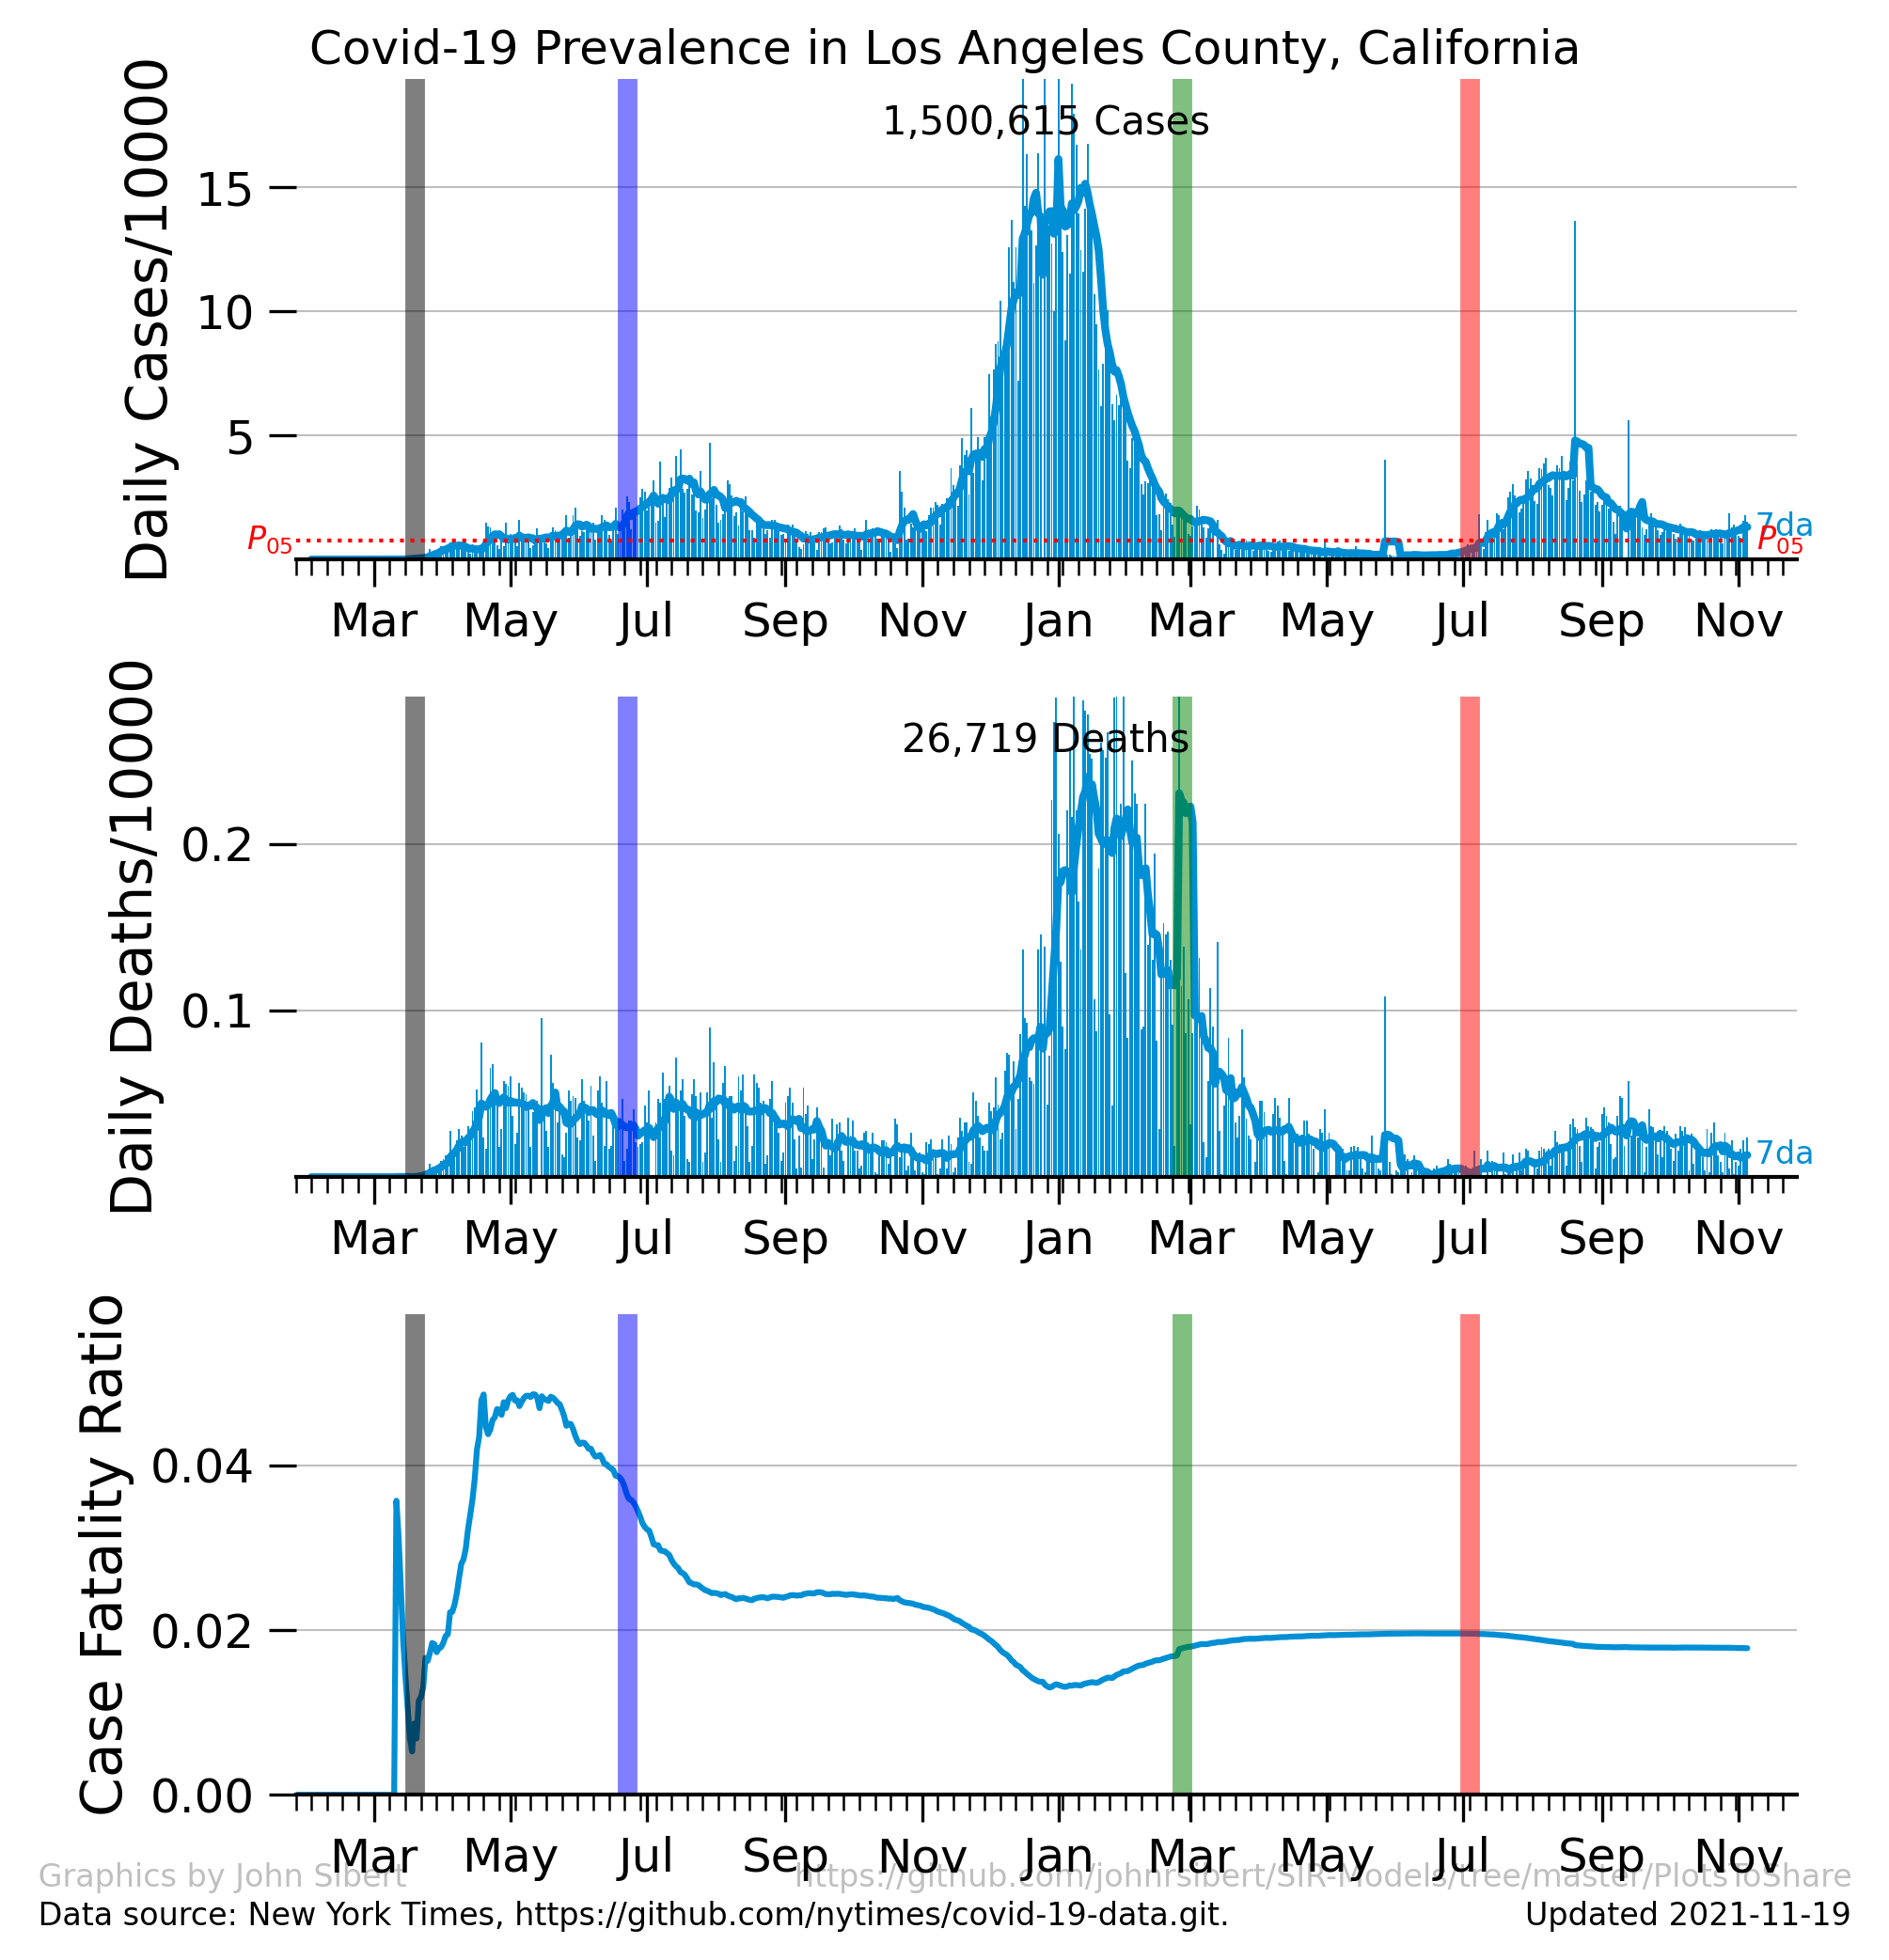 Covid-19 Prevalence in Los Angeles County, California
Daily Cases/10000
1,500,615 Cases
15
10
5
P05
7da
P05
Mar May Jul Sep Nov Jan Mar May Jul Sep Nov
Daily Deaths/10000
26,719 Deaths
0.2
0.1
7da
Mar May Jul Sep Nov Jan Mar May Jul Sep Nov
Case Fatality Ratio
0.04
0.02
0.00
Mar May Jul Sep Nov Jan Mar May Jul Sep Nov
Graphics by John Sibert https://github.com/johnrsibert/SIR-Models/tree/master/PlotsToShare
Data source: New York Times, https://github.com/nytimes/covid-19-data.git. Updated 2021-11-19